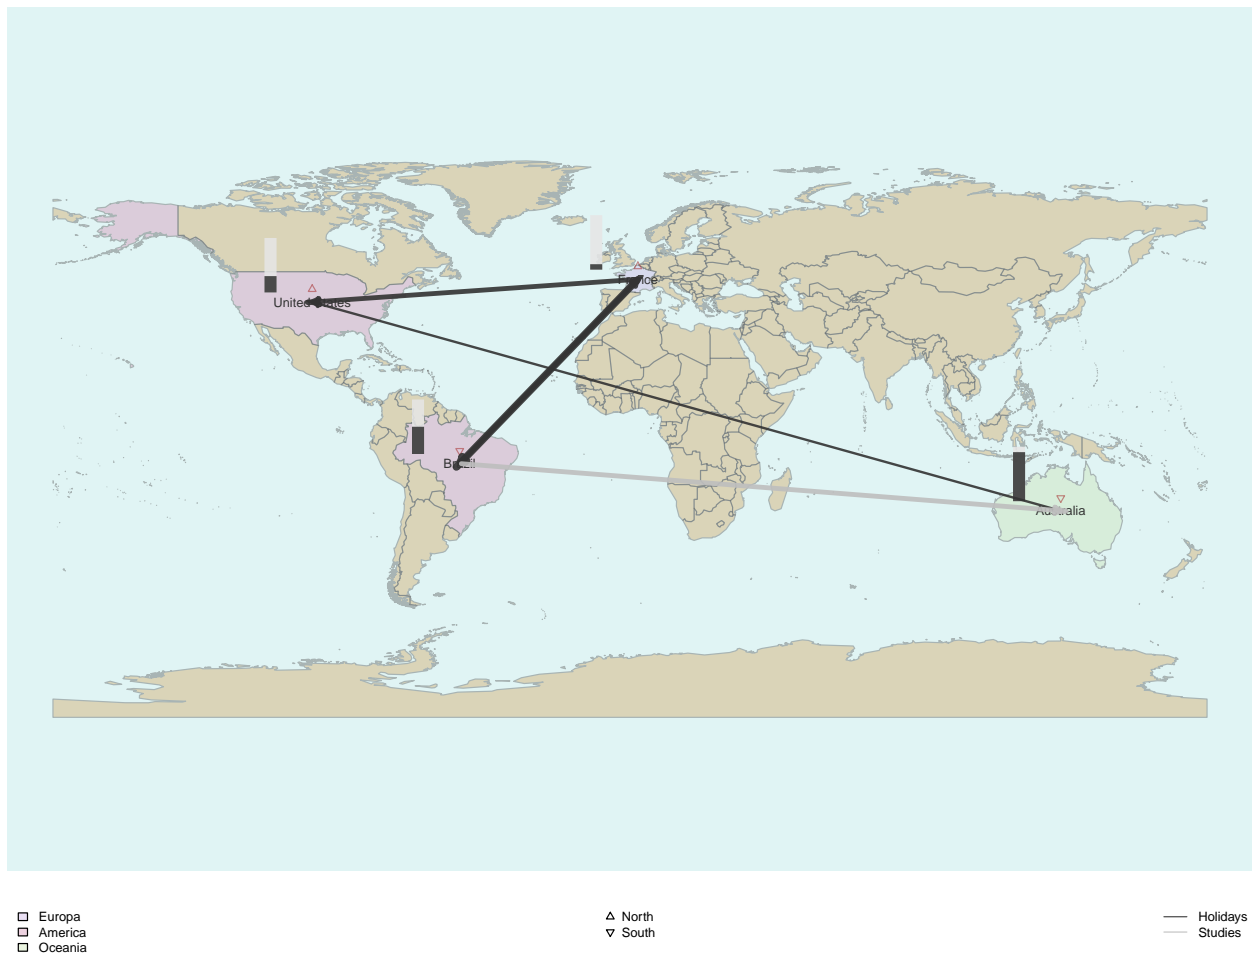 France
United States
Brazil
Australia
Europa
America
Oceania
North
South
Holidays
Studies